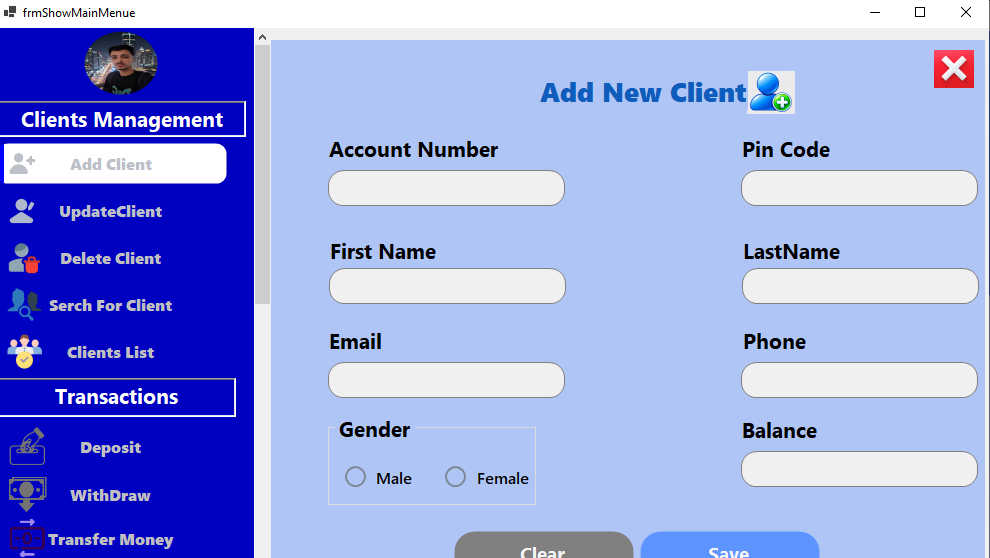 frmShowMainMenue
Clients Management
Add Client
UpdateClient
Delete Client
Serch For Client
Clients List
Transactions
Deposit
WithDraw
Transfer Money
Add New Client
Account Number
Pin Code
First Name
LastName
Email
Phone
Gender
Male
Female
Balance
Clear
Save